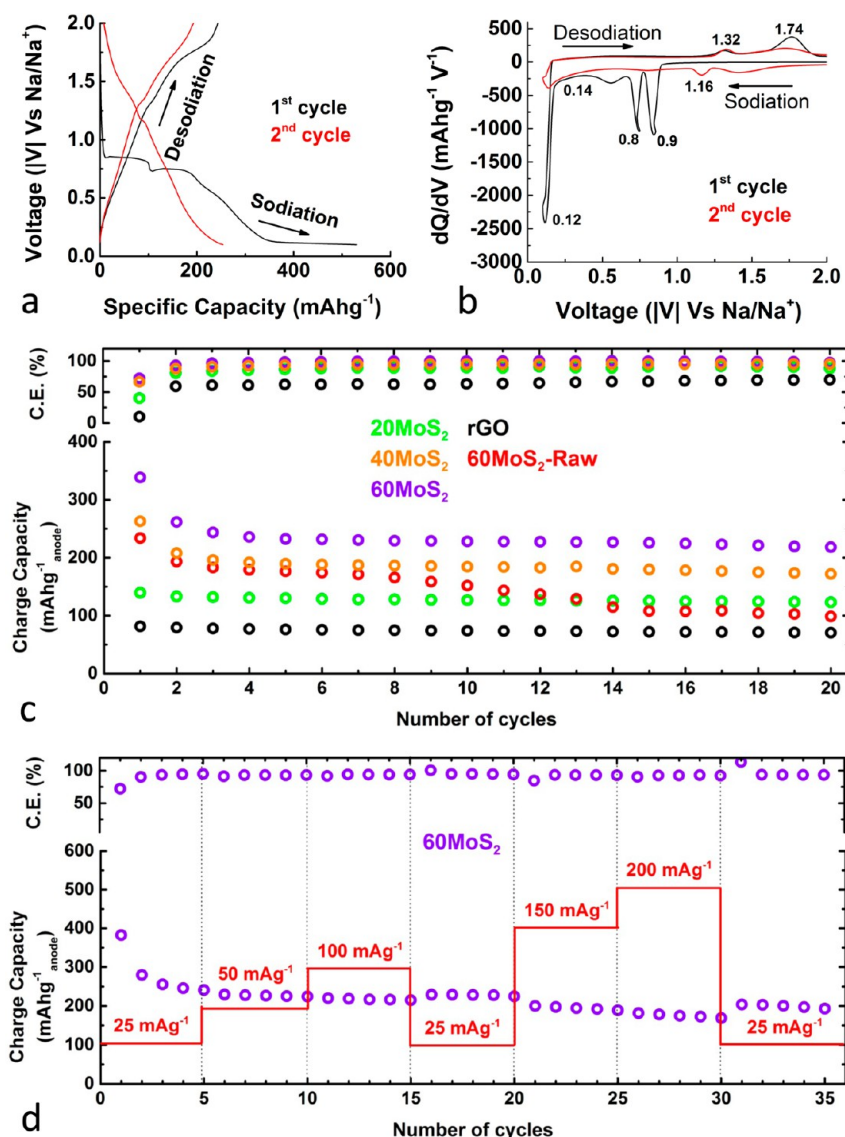 2.0
1.5
1.0
0.5
0.0
Voltage (|V| Vs Na/Na⁺)
1ˢᵗ cycle
2ⁿᵈ cycle
Desodiation
Sodiation
0 200 400 600
Specific Capacity (mAhg⁻¹)
a
500
0
-500
-1000
-1500
-2000
-2500
-3000
dQ/dV (mAhg⁻¹ V⁻¹)
Desodiation
1.32
1.74
0.14
1.16
Sodiation
0.8
0.9
0.12
1ˢᵗ cycle
2ⁿᵈ cycle
0.0 0.5 1.0 1.5 2.0
Voltage (|V| Vs Na/Na⁺)
b
C.E. (%)
100
50
0
20MoS₂ rGO
40MoS₂ 60MoS₂-Raw
60MoS₂
Charge Capacity
(mAhg⁻¹anode)
400
300
200
100
0
0 2 4 6 8 10 12 14 16 18 20
Number of cycles
c
C.E. (%)
100
50
60MoS₂
Charge Capacity
(mAhg⁻¹anode)
600
500
400
300
200
100
0
25 mAg⁻¹
50 mAg⁻¹
100 mAg⁻¹
25 mAg⁻¹
150 mAg⁻¹
200 mAg⁻¹
25 mAg⁻¹
0 5 10 15 20 25 30 35
Number of cycles
d